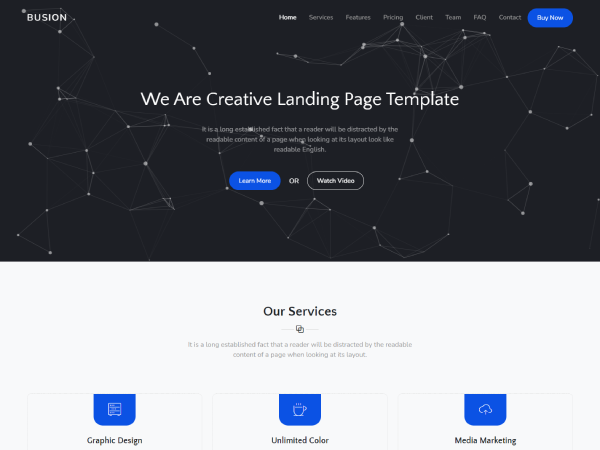 BUSION
Home Services Features Pricing Client Team FAQ Contact Buy Now
We Are Creative Landing Page Template
It is a long established fact that a reader will be distracted by the
readable content of a page when looking at its layout look like
readable English.
Learn More OR Watch Video
Our Services
It is a long established fact that a reader will be distracted by the readable
content of a page when looking at its layout.
Graphic Design Unlimited Color Media Marketing